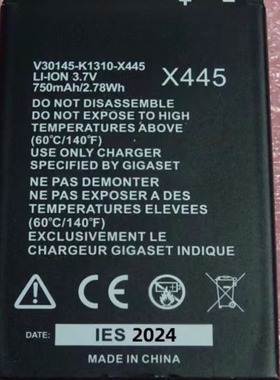 V30145-K1310-X445
LI-ION 3.7V
750mAh/2.78Wh
X445
DO NOT DISASSEMBLE
DO NOT EXPOSE TO HIGH
TEMPERATURES ABOVE
(60°C/140°F)
USE ONLY CHARGER
SPECIFIED BY GIGASET
NE PAS DEMONTER
NE PAS EXPOSER A DES
TEMPERATURES ELEVEES
(60°C/140°F)
EXCLUSIVEMENT LE
CHARGEUR GIGASET INDIQUE
DATE:
IES 2024
MADE IN CHINA